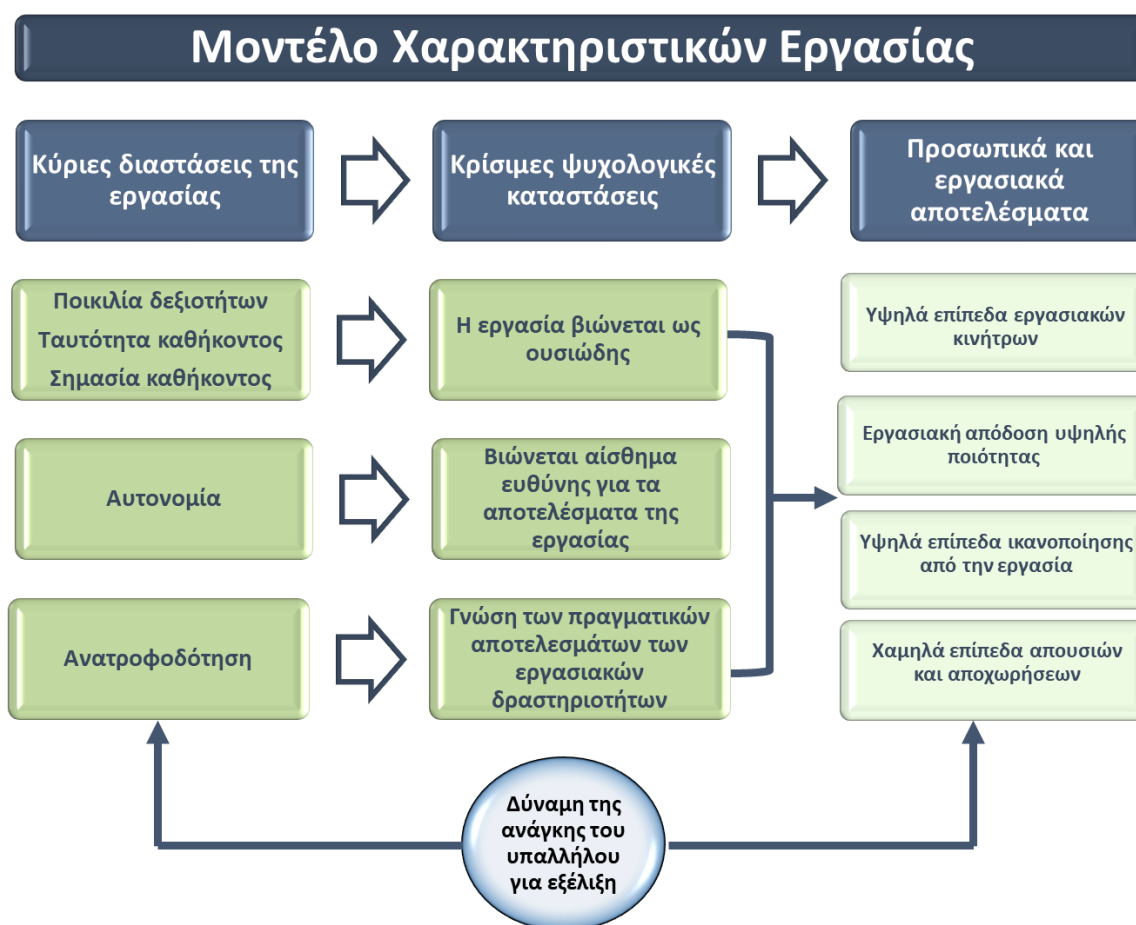 Μοντέλο Χαρακτηριστικών Εργασίας
Κύριες διαστάσεις της
εργασίας
Κρίσιμες ψυχολογικές
καταστάσεις
Προσωπικά και
εργασιακά
αποτελέσματα
Ποικιλία δεξιοτήτων
Ταυτότητα καθήκοντος
Σημασία καθήκοντος
Η εργασία βιώνεται ως
ουσιώδης
Υψηλά επίπεδα εργασιακών
κινήτρων
Εργασιακή απόδοση υψηλής
ποιότητας
Αυτονομία
Βιώνεται αίσθημα
ευθύνης για τα
αποτελέσματα της
εργασίας
Υψηλά επίπεδα ικανοποίησης
από την εργασία
Ανατροφοδότηση
Γνώση των πραγματικών
αποτελεσμάτων των
εργασιακών
δραστηριοτήτων
Χαμηλά επίπεδα απουσιών
και αποχωρήσεων
Δύναμη της
ανάγκης του
υπαλλήλου
για εξέλιξη